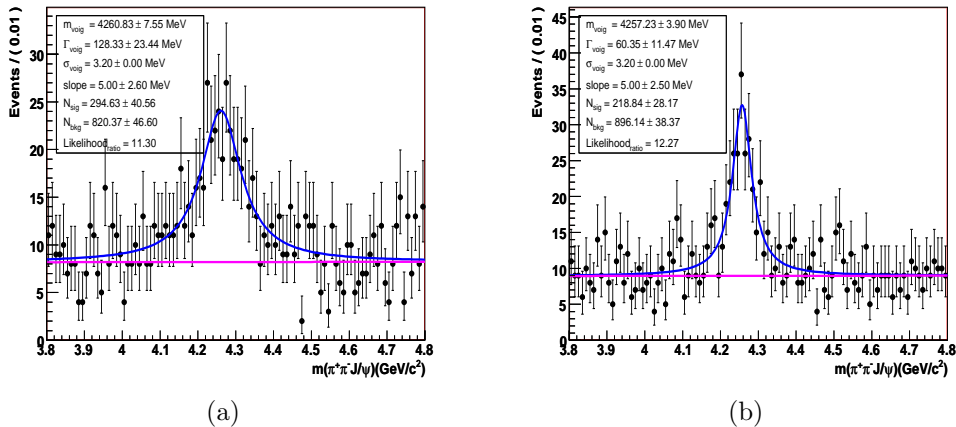 m_voig = 4260.83 ± 7.55 MeV
Γ_voig = 128.33 ± 23.44 MeV
σ_voig = 3.20 ± 0.00 MeV
slope = 5.00 ± 2.60 MeV
N_sig = 294.63 ± 40.56
N_bkg = 820.37 ± 46.60
Likelihood_ratio = 11.30
Events / ( 0.01 )
35
30
25
20
15
10
5
0
3.8 3.9 4 4.1 4.2 4.3 4.4 4.5 4.6 4.7 4.8
m(π⁺π⁻J/ψ)(GeV/c²)
(a)
m_voig = 4257.23 ± 3.90 MeV
Γ_voig = 60.35 ± 11.47 MeV
σ_voig = 3.20 ± 0.00 MeV
slope = 5.00 ± 2.50 MeV
N_sig = 218.84 ± 28.17
N_bkg = 896.14 ± 38.37
Likelihood_ratio = 12.27
Events / ( 0.01 )
45
40
35
30
25
20
15
10
5
0
3.8 3.9 4 4.1 4.2 4.3 4.4 4.5 4.6 4.7 4.8
m(π⁺π⁻J/ψ)(GeV/c²)
(b)